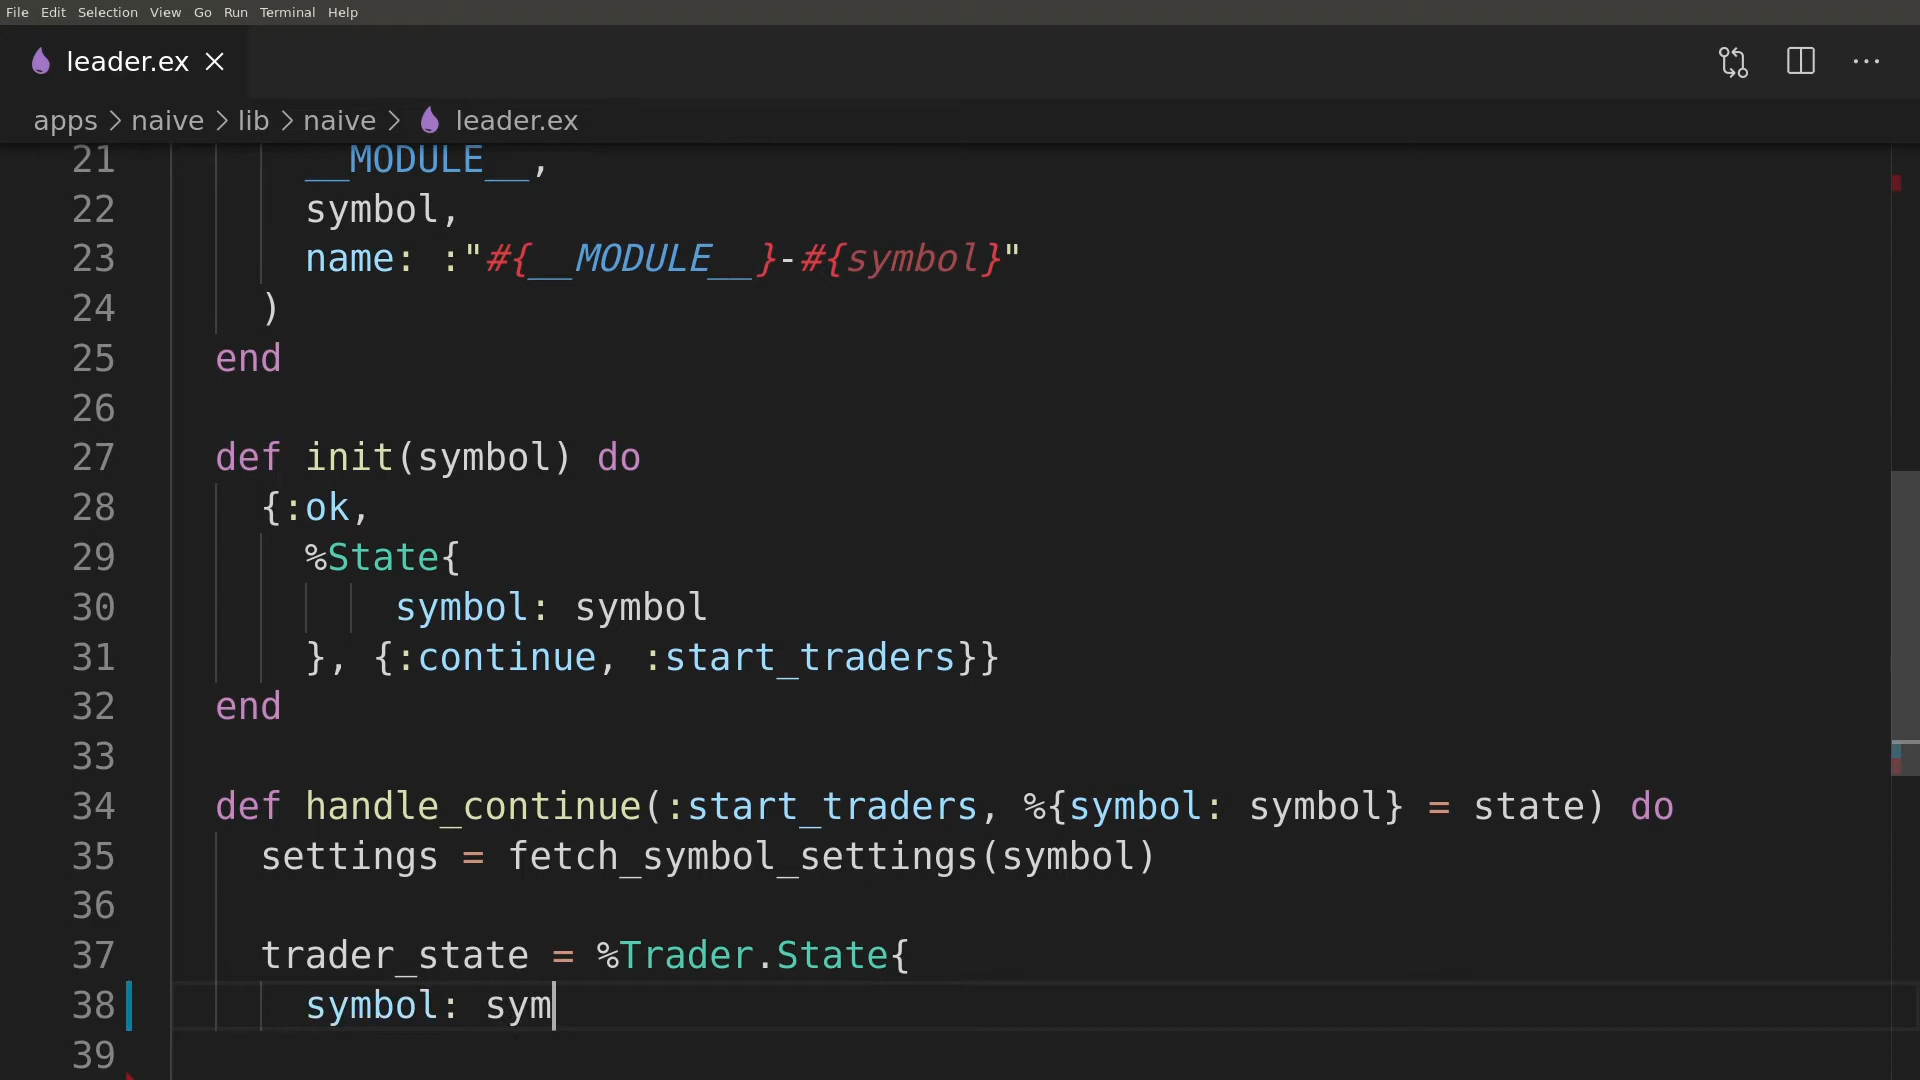 File Edit Selection View Go Run Terminal Help
leader.ex
apps > naive > lib > naive > leader.ex
21 __MODULE__,
22 symbol,
23 name: :"#{__MODULE__}-#{symbol}"
24 )
25 end
26
27 def init(symbol) do
28 {:ok,
29 %State{
30 symbol: symbol
31 }, {:continue, :start_traders}}
32 end
33
34 def handle_continue(:start_traders, %{symbol: symbol} = state) do
35 settings = fetch_symbol_settings(symbol)
36
37 trader_state = %Trader.State{
38 symbol: sym
39